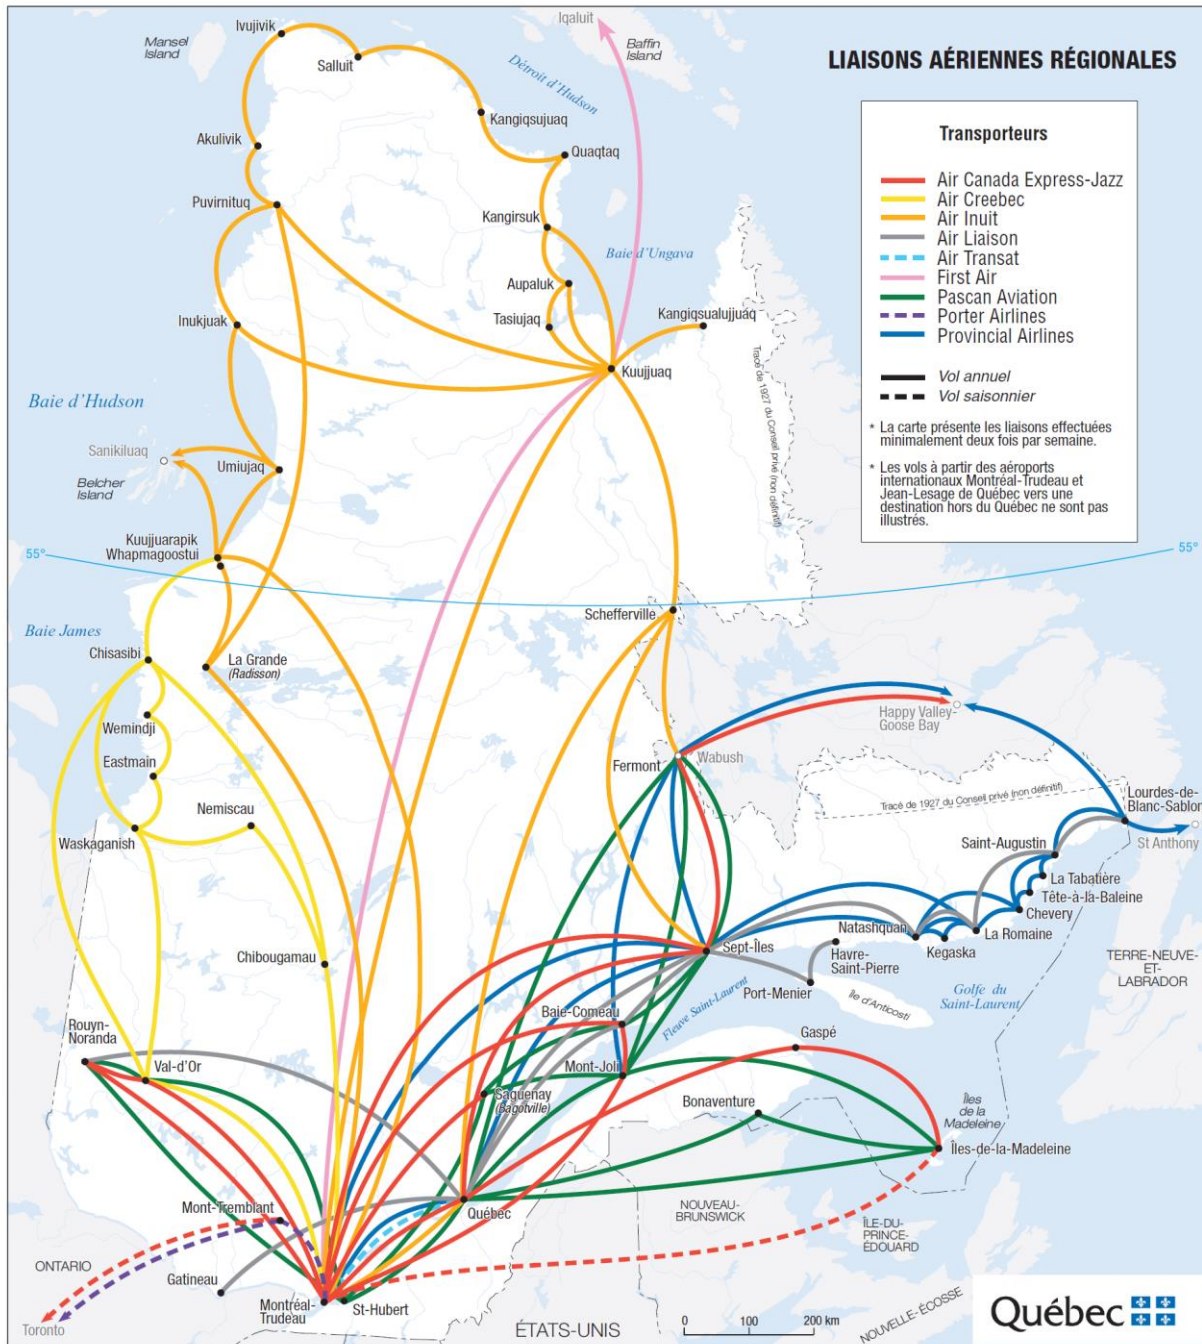 LIAISONS AÉRIENNES RÉGIONALES
Transporteurs
Air Canada Express-Jazz
Air Creebec
Air Inuit
Air Liaison
Air Transat
First Air
Pascan Aviation
Porter Airlines
Provincial Airlines
Vol annuel
Vol saisonnier
* La carte présente les liaisons effectuées
minimalement deux fois par semaine.
* Les vols à partir des aéroports
internationaux Montréal-Trudeau et
Jean-Lesage de Québec vers une
destination hors du Québec ne sont pas
illustrés.
Iqaluit
Ivujivik
Mansel
Island
Baffin
Island
Salluit
Détroit d'Hudson
Kangiqsujuaq
Akulivik
Quaqtaq
Puvirnituq
Kangirsuk
Baie d'Ungava
Aupaluk
Inukjuak
Tasiujaq
Kangiqsualujjuaq
Kuujjuaq
Tracé de 1927 du Conseil privé (non définitif)
Baie d'Hudson
Sanikiluaq
Umiujaq
Belcher
Island
Kuujjuarapik
Whapmagoostui
55°
55°
Schefferville
Baie James
Chisasibi
La Grande
(Radisson)
Wemindji
Happy Valley-
Goose Bay
Eastmain
Fermont
Wabush
Nemiscau
Tracé de 1927 du Conseil privé (non définitif)
Lourdes-de-
Blanc-Sablon
Waskaganish
Saint-Augustin
St Anthony
La Tabatière
Tête-à-la-Baleine
Chevery
Natashquan
La Romaine
Kegaska
Sept-Îles
Havre-
Saint-Pierre
Chibougamau
TERRE-NEUVE-
ET-
LABRADOR
Port-Menier
Île d'Anticosti
Golfe du
Saint-Laurent
Fleuve Saint-Laurent
Baie-Comeau
Rouyn-
Noranda
Gaspé
Val-d'Or
Mont-Joli
Saguenay
(Bagotville)
Bonaventure
Îles
de la
Madeleine
Îles-de-la-Madeleine
Mont-Tremblant
Québec
NOUVEAU-
BRUNSWICK
ÎLE-DU-
PRINCE-
ÉDOUARD
ONTARIO
Gatineau
Montréal-
Trudeau
St-Hubert
Toronto
ÉTATS-UNIS
0 100 200 km
NOUVELLE-ÉCOSSE
Québec